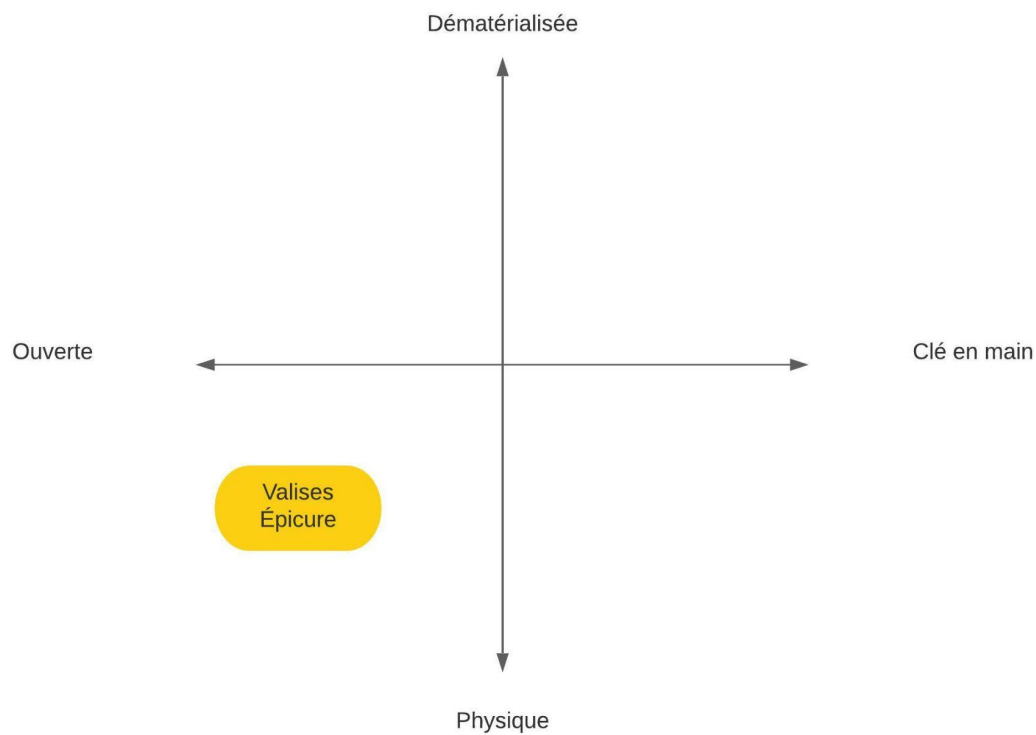 Dématérialisée
Ouverte
Clé en main
Valises
Épicure
Physique